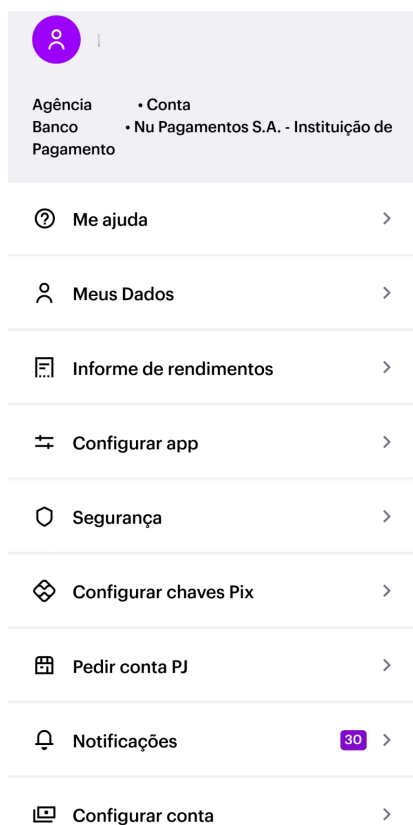 Agência • Conta
Banco • Nu Pagamentos S.A. - Instituição de
Pagamento
Me ajuda
Meus Dados
Informe de rendimentos
Configurar app
Segurança
Configurar chaves Pix
Pedir conta PJ
Notificações 30
Configurar conta